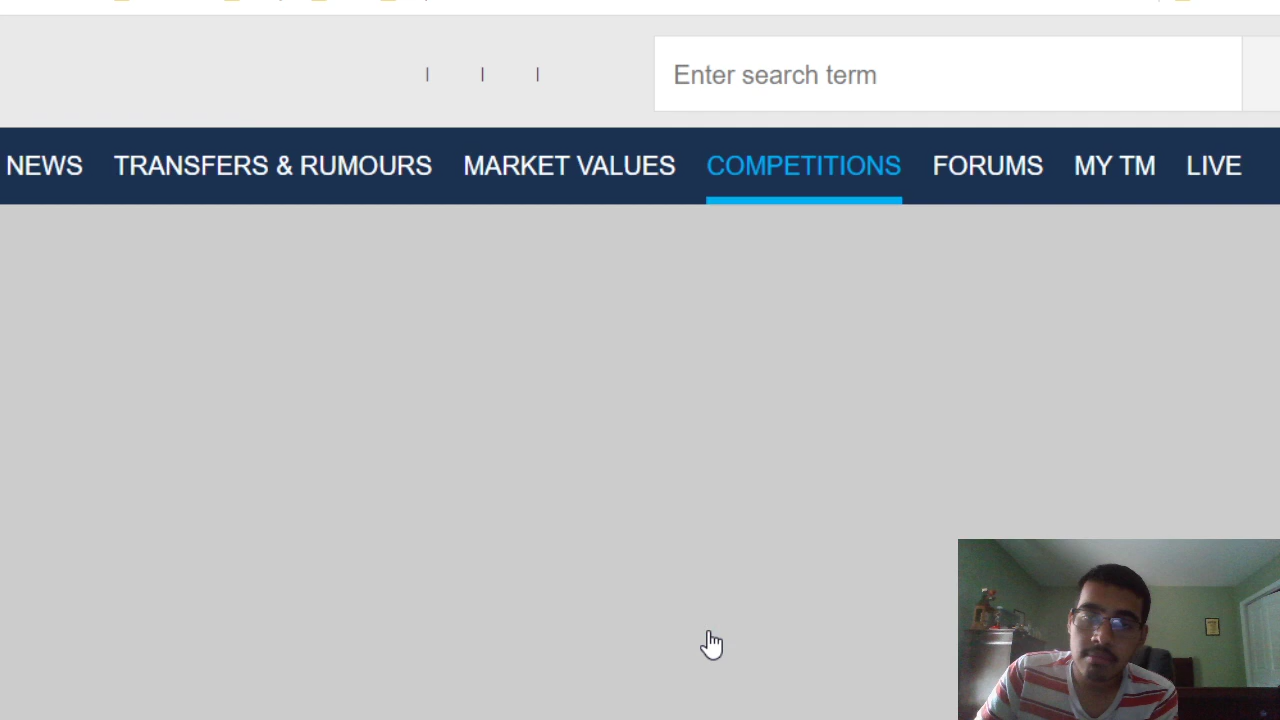 Enter search term
NEWS TRANSFERS & RUMOURS MARKET VALUES COMPETITIONS FORUMS MY TM LIVE